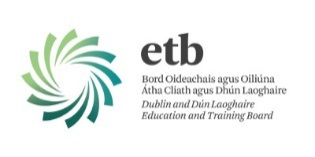 etb
Bord Oideachais agus Oiliúna
Átha Cliath agus Dhún Laoghaire
Dublin and Dún Laoghaire
Education and Training Board